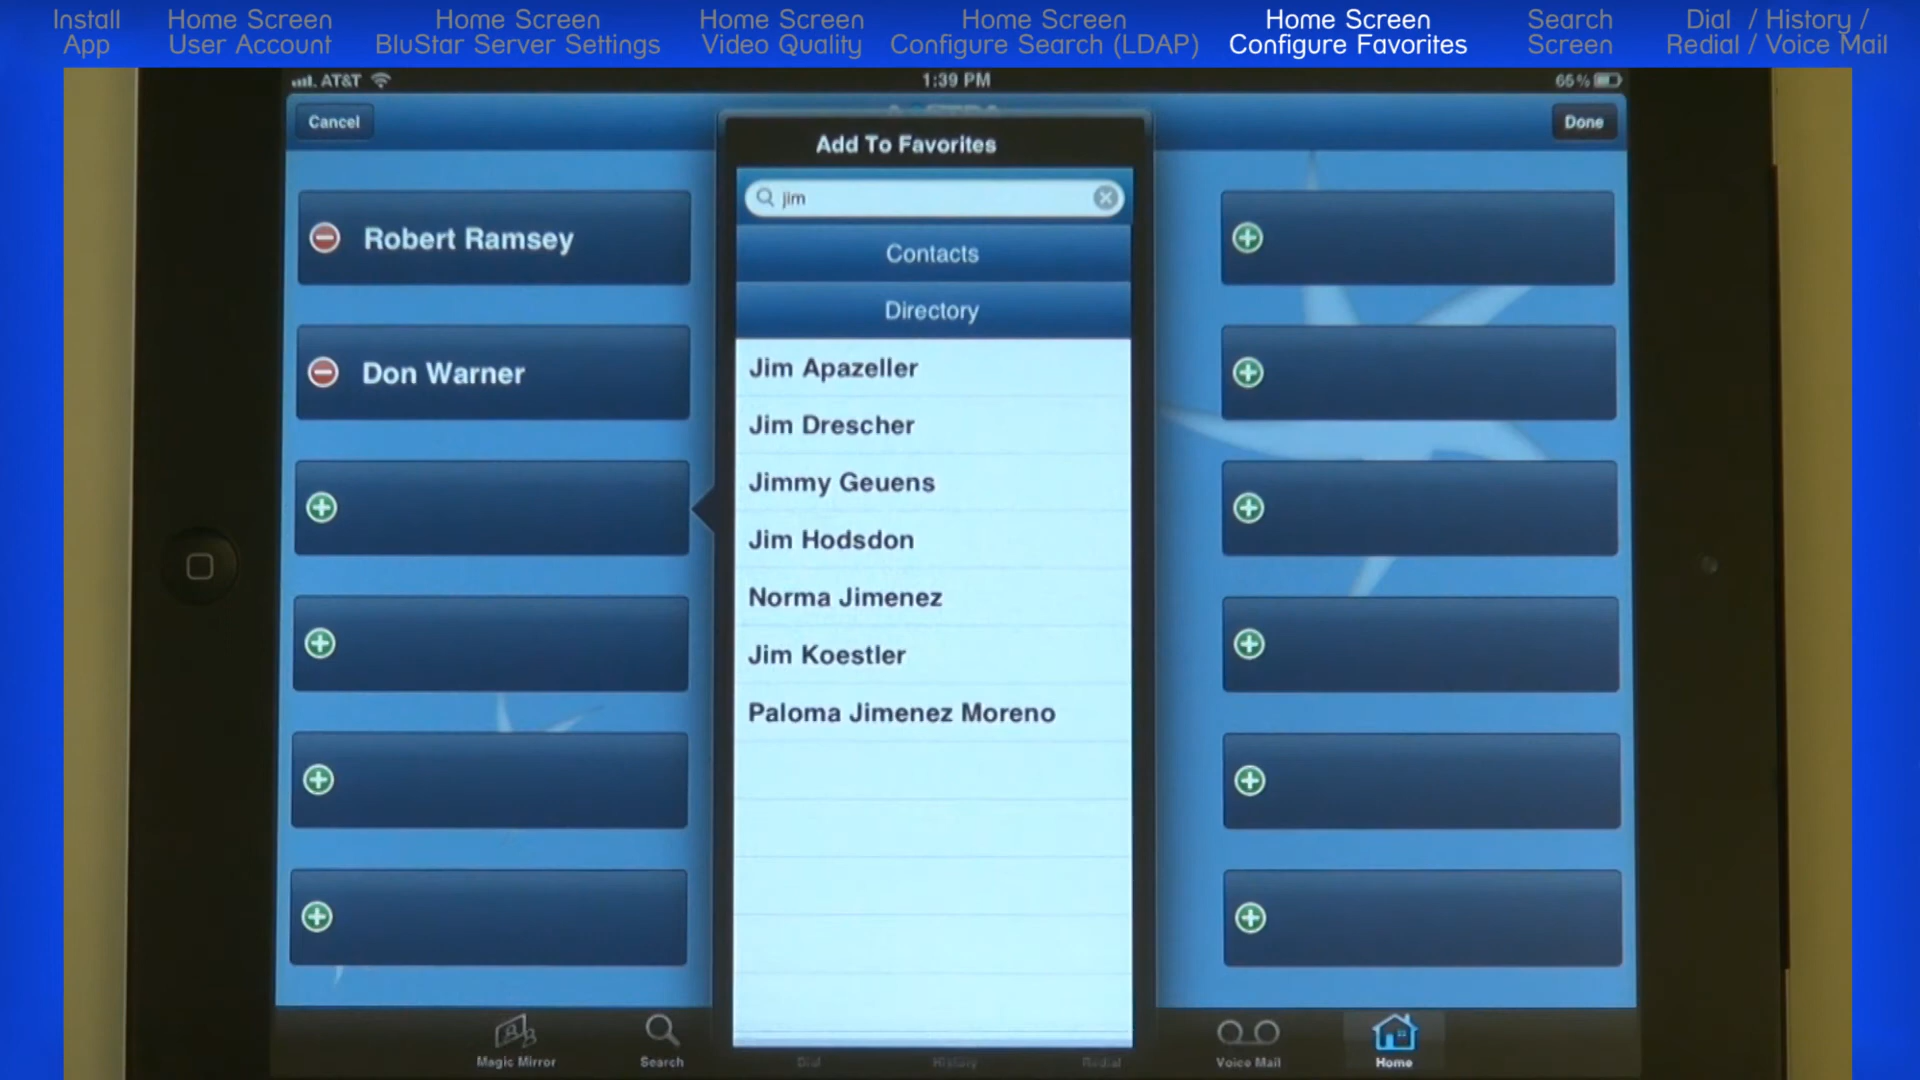 Install
App
Home Screen
User Account
Home Screen
BluStar Server Settings
Home Screen
Video Quality
Home Screen
Configure Search (LDAP)
Home Screen
Configure Favorites
Search
Screen
Dial / History /
Redial / Voice Mail
AT&T
1:39 PM
65%
Cancel
Add To Favorites
Done
jim
Contacts
Directory
Robert Ramsey
Don Warner
Jim Apazeller
Jim Drescher
Jimmy Geuens
Jim Hodsdon
Norma Jimenez
Jim Koestler
Paloma Jimenez Moreno
Magic Mirror
Search
Dial
History
Redial
Voice Mail
Home